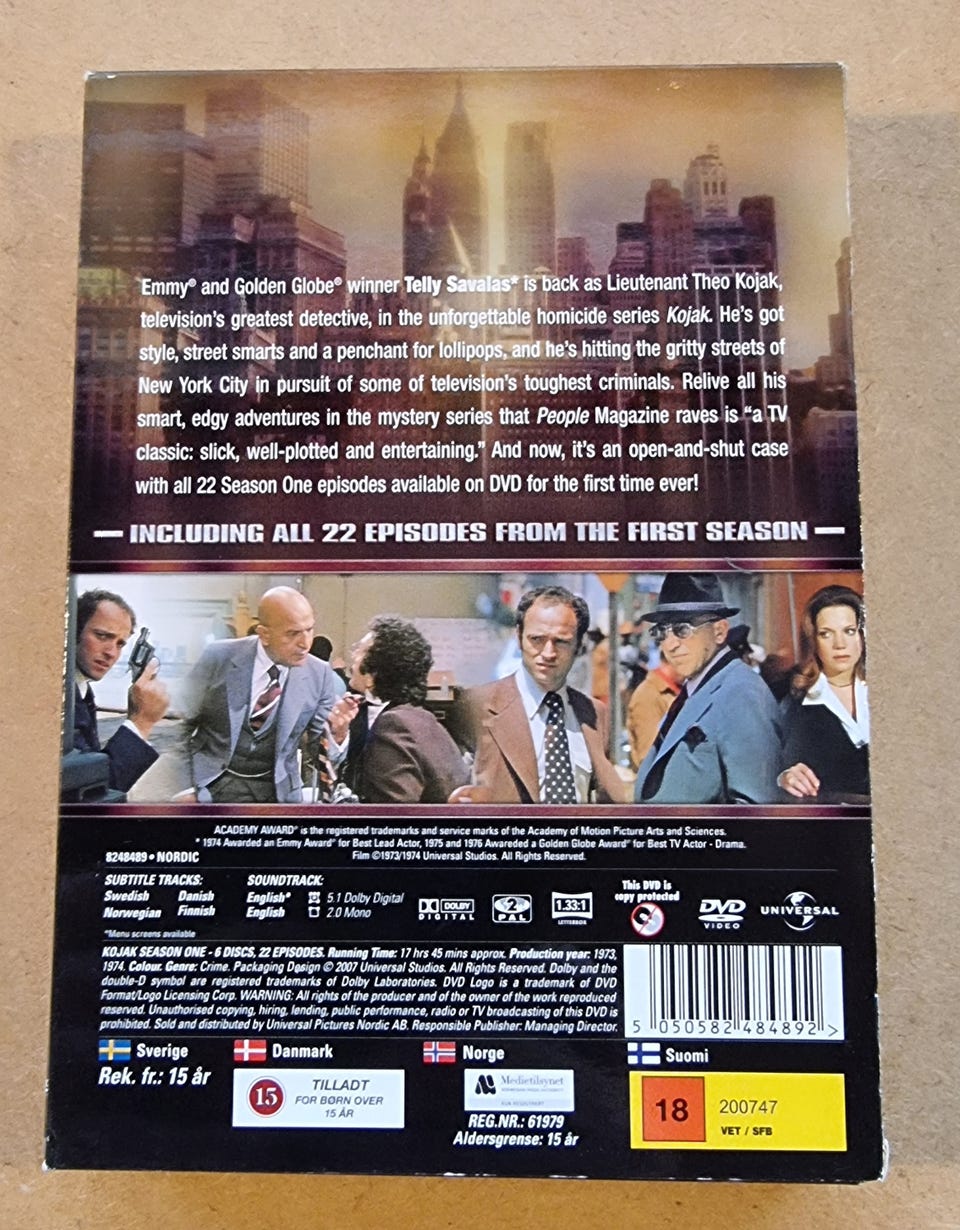 Emmy® and Golden Globe® winner Telly Savalas* is back as Lieutenant Theo Kojak,
television's greatest detective, in the unforgettable homicide series Kojak. He's got
style, street smarts and a penchant for lollipops, and he's hitting the gritty streets of
New York City in pursuit of some of television's toughest criminals. Relive all his
smart, edgy adventures in the mystery series that People Magazine raves is “a TV
classic: slick, well-plotted and entertaining.” And now, it's an open-and-shut case
with all 22 Season One episodes available on DVD for the first time ever!
INCLUDING ALL 22 EPISODES FROM THE FIRST SEASON
ACADEMY AWARD® is the registered trademarks and service marks of the Academy of Motion Picture Arts and Sciences.
* 1974 Awarded an Emmy Award® for Best Lead Actor, 1975 and 1976 Awareded a Golden Globe Award® for Best TV Actor - Drama.
8248489 • NORDIC
Film ©1973/1974 Universal Studios. All Rights Reserved.
SUBTITLE TRACKS:
Swedish Danish
Norwegian Finnish
*Menu screens available
SOUNDTRACK:
English* 5.1 Dolby Digital
English 2.0 Mono
DOLBY
DIGITAL
2
PAL
1.33:1
LETTERBOX
This DVD is
copy protected
DVD
VIDEO
UNIVERSAL
KOJAK SEASON ONE - 6 DISCS, 22 EPISODES. Running Time: 17 hrs 45 mins approx. Production year: 1973,
1974. Colour. Genre: Crime. Packaging Design © 2007 Universal Studios. All Rights Reserved. Dolby and the
double-D symbol are registered trademarks of Dolby Laboratories. DVD Logo is a trademark of DVD
Format/Logo Licensing Corp. WARNING: All rights of the producer and of the owner of the work reproduced
reserved. Unauthorised copying, hiring, lending, public performance, radio or TV broadcasting of this DVD is
prohibited. Sold and distributed by Universal Pictures Nordic AB. Responsible Publisher: Managing Director.
5 050582 484892 >
Sverige
Rek. fr.: 15 år
Danmark
15
TILLADT
FOR BØRN OVER
15 ÅR
Norge
Medietilsynet
REG.NR.: 61979
Aldersgrense: 15 år
Suomi
18
200747
VET / SFB